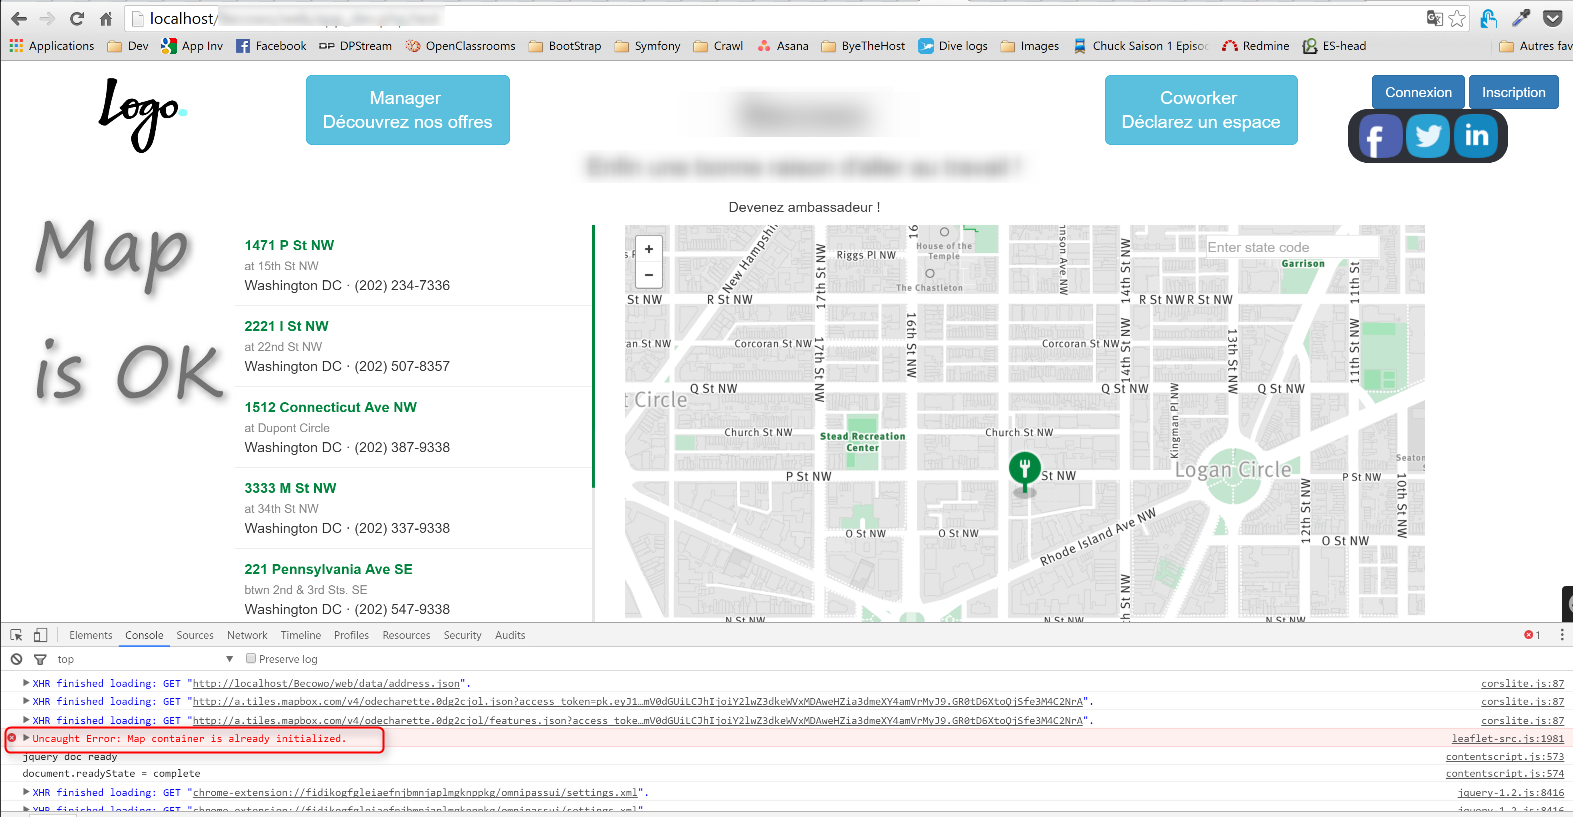 localhost/
Applications Dev App Inv Facebook DPStream OpenClassrooms BootStrap Symfony Crawl Asana ByeTheHost Dive logs Images Chuck Saison 1 Episo Redmine ES-head Autres fav
Logo.
Manager
Découvrez nos offres
Coworker
Déclarez un espace
Connexion Inscription
Enfin une bonne raison d'aller au travail !
Devenez ambassadeur !
Map
is OK
1471 P St NW
at 15th St NW
Washington DC · (202) 234-7336
2221 I St NW
at 22nd St NW
Washington DC · (202) 507-8357
1512 Connecticut Ave NW
at Dupont Circle
Washington DC · (202) 387-9338
3333 M St NW
at 34th St NW
Washington DC · (202) 337-9338
221 Pennsylvania Ave SE
btwn 2nd & 3rd Sts. SE
Washington DC · (202) 547-9338
+
−
Enter state code
New Hampshi
Riggs Pl NW
House of the
Temple
The Chastleton
nson Ave NW
Garrison
St NW
R St NW
R St NW
R St NW
17th St NW
14th St NW
11th St
16
an St NW
Corcoran St NW
Corcoran St NW
17th St NW
16th St NW
14th St NW
13th St NW
11th St NW
Q St NW
Q St NW
Q St NW
t Circle
Church St NW
Church St NW
Stead Recreation
Center
Kingman Pl NW
P St NW
St NW
P St NW
Logan Circle
Seaton
O St NW
O St NW
O St NW
Rhode Island Ave NW
12th St NW
10th St NW
h St NW
N St NW
N St NW
N St NW
Elements Console Sources Network Timeline Profiles Resources Security Audits 1
top Preserve log
XHR finished loading: GET "http://localhost/Becowo/web/data/address.json". corslite.js:87
XHR finished loading: GET "http://a.tiles.mapbox.com/v4/odecharette.0dg2cjol.json?access_token=pk.eyJ1…mV0dGUiLCJhIjoiY2lwZ3dkeWVxMDAweHZia3dmeXY4amVrMyJ9.GR0tD6XtoQjSfe3M4C2NrA". corslite.js:87
XHR finished loading: GET "http://a.tiles.mapbox.com/v4/odecharette.0dg2cjol/features.json?access_toke…mV0dGUiLCJhIjoiY2lwZ3dkeWVxMDAweHZia3dmeXY4amVrMyJ9.GR0tD6XtoQjSfe3M4C2NrA". corslite.js:87
Uncaught Error: Map container is already initialized. leaflet-src.js:1981
jquery doc ready contentscript.js:573
document.readyState = complete contentscript.js:574
XHR finished loading: GET "chrome-extension://fidikogfgleiaefnjbmnjaplmgknppkg/omnipassui/settings.xml". jquery-1.2.js:8416
XHR finished loading: GET "chrome-extension://fidikogfgleiaefnjbmnjaplmgknppkg/omnipassui/settings.xml" jquery-1.2.js:8416